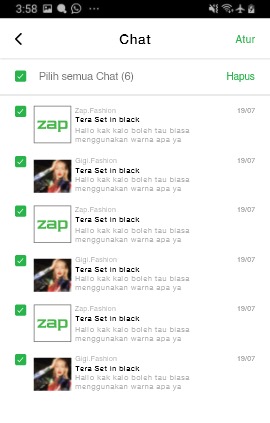 3:58
Chat
Atur
Pilih semua Chat (6)
Hapus
Zap.Fashion
19/07
Tera Set in black
Hallo kak kalo boleh tau biasa
menggunakan warna apa ya
zap
Gigi.Fashion
19/07
Tera Set in black
Hallo kak kalo boleh tau biasa
menggunakan warna apa ya
Zap.Fashion
19/07
Tera Set in black
Hallo kak kalo boleh tau biasa
menggunakan warna apa ya
zap
Gigi.Fashion
19/07
Tera Set in black
Hallo kak kalo boleh tau biasa
menggunakan warna apa ya
Zap.Fashion
19/07
Tera Set in black
Hallo kak kalo boleh tau biasa
menggunakan warna apa ya
zap
Gigi.Fashion
19/07
Tera Set in black
Hallo kak kalo boleh tau biasa
menggunakan warna apa ya